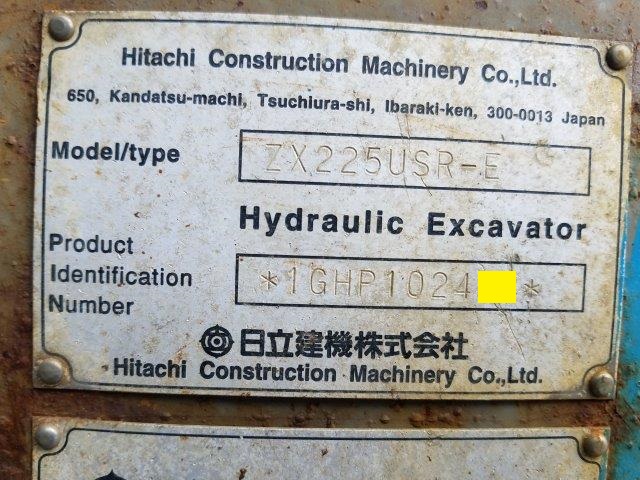 Hitachi Construction Machinery Co.,Ltd.
650, Kandatsu-machi, Tsuchiura-shi, Ibaraki-ken, 300-0013 Japan
Model/type ZX225USR-E
Hydraulic Excavator
Product
Identification
Number
*1GHP1024 *
日立建機株式会社
Hitachi Construction Machinery Co.,Ltd.